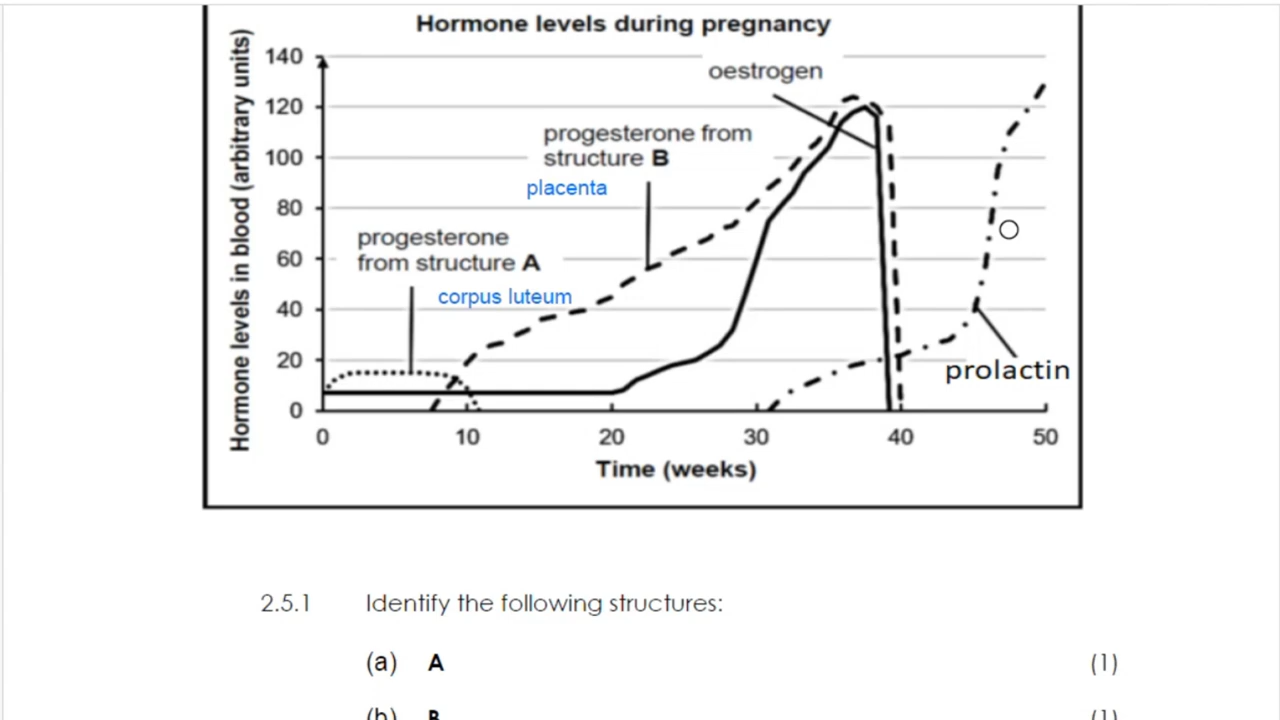 Hormone levels during pregnancy
Hormone levels in blood (arbitrary units)
140
120
100
80
60
40
20
0
oestrogen
progesterone from
structure B
placenta
progesterone
from structure A
corpus luteum
prolactin
0 10 20 30 40 50
Time (weeks)
2.5.1 Identify the following structures:
(a) A (1)
(b) B (1)